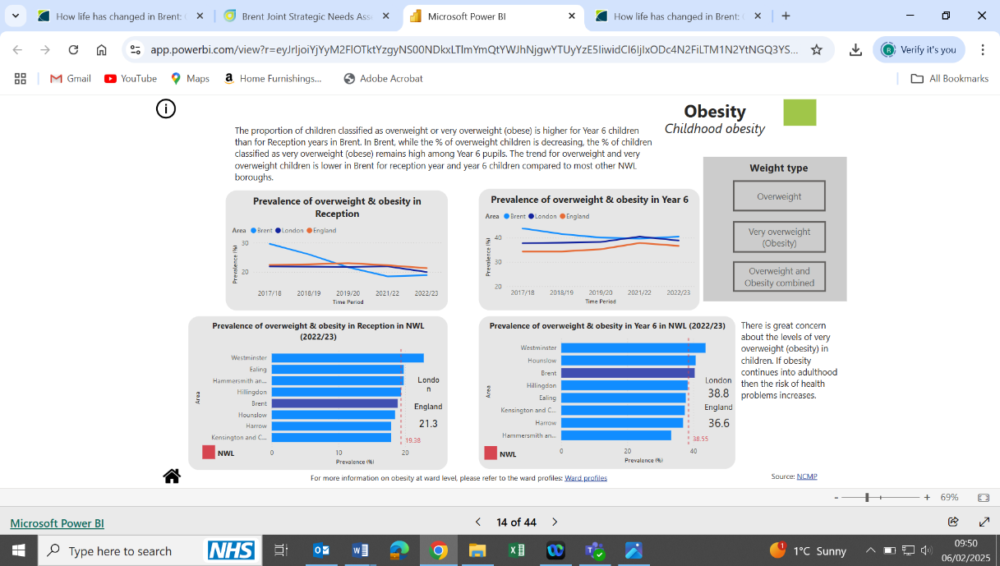 How life has changed in Brent:
Brent Joint Strategic Needs Ass
Microsoft Power BI
How life has changed in Brent:
Verify it's you
Gmail
YouTube
Maps
Home Furnishings...
Adobe Acrobat
All Bookmarks
Obesity
Childhood obesity
The proportion of children classified as overweight or very overweight (obese) is higher for Year 6 children
than for Reception years in Brent. In Brent, while the % of overweight children is decreasing, the % of children
classified as very overweight (obese) remains high among Year 6 pupils. The trend for overweight and very
overweight children is lower in Brent for reception year and year 6 children compared to most other NWL
boroughs.
Weight type
Overweight
Very overweight
(Obesity)
Overweight and
Obesity combined
Prevalence of overweight & obesity in
Reception
Area Brent London England
Prevalence (%)
30
20
2017/18 2018/19 2019/20 2021/22 2022/23
Time Period
Prevalence of overweight & obesity in Year 6
Area Brent London England
Prevalence (%)
40
30
20
2017/18 2018/19 2019/20 2021/22 2022/23
Time Period
Prevalence of overweight & obesity in Reception in NWL
(2022/23)
Area
Westminster
Ealing
Hammersmith an...
Hillingdon
Brent
Hounslow
Harrow
Kensington and C...
0 10 20
Prevalence (%)
19.38
Londo
n
England
21.3
NWL
Prevalence of overweight & obesity in Year 6 in NWL (2022/23)
Area
Westminster
Hounslow
Brent
Hillingdon
Ealing
Kensington and C...
Harrow
Hammersmith an...
0 20 40
Prevalence (%)
38.55
London
38.8
England
36.6
NWL
There is great concern
about the levels of very
overweight (obesity) in
children. If obesity
continues into adulthood
then the risk of health
problems increases.
For more information on obesity at ward level, please refer to the ward profiles: Ward profiles
Source: NCMP
- + 69%
Microsoft Power BI
14 of 44
Type here to search
NHS
1
1°C Sunny
09:50
06/02/2025